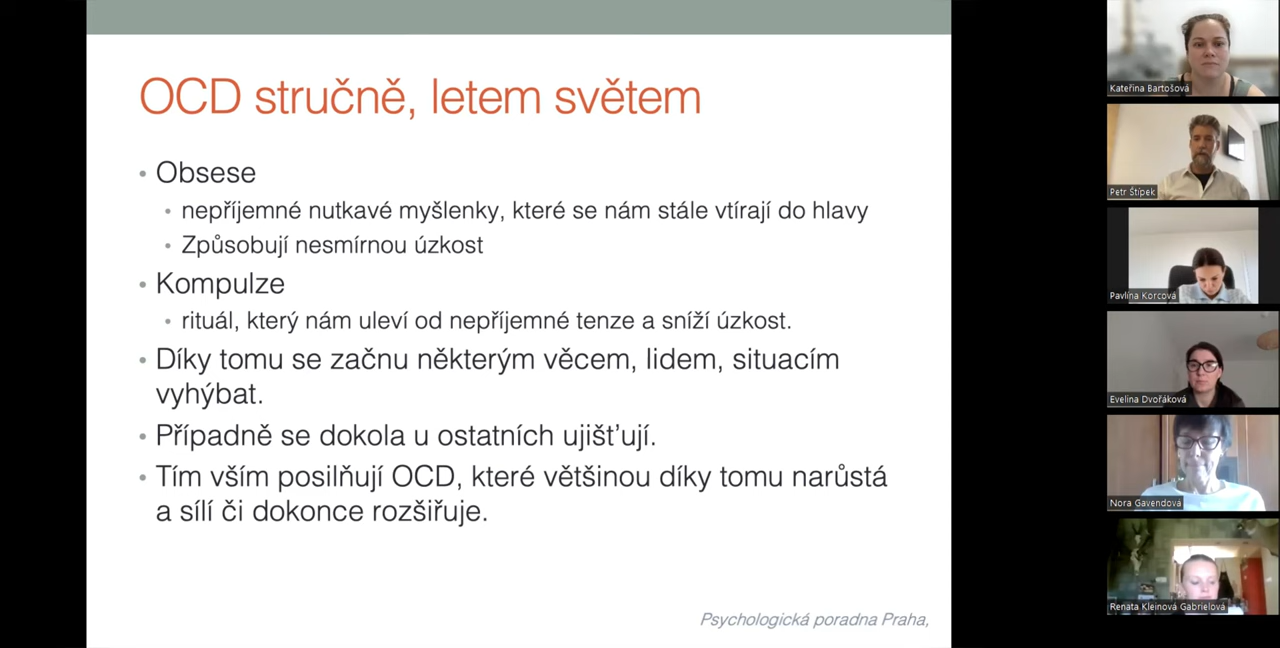 OCD stručně, letem světem
• Obsese
• nepříjemné nutkavé myšlenky, které se nám stále vtírají do hlavy
• Způsobují nesmírnou úzkost
• Kompulze
• rituál, který nám uleví od nepříjemné tenze a sníží úzkost.
• Díky tomu se začnu některým věcem, lidem, situacím
vyhýbat.
• Případně se dokola u ostatních ujišťují.
• Tím vším posilňují OCD, které většinou díky tomu narůstá
a sílí či dokonce rozšiřuje.
Psychologická poradna Praha,
Kateřina Bartošová
Petr Štípek
Pavlína Korcová
Evelina Dvořáková
Nora Gavendová
Renata Kleinová Gabrielová